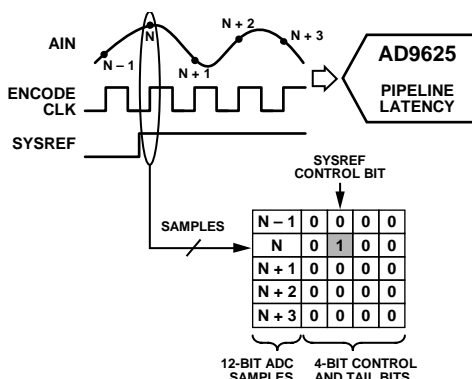 AIN
N – 1
N
N + 1
N + 2
N + 3
ENCODE
CLK
SYSREF
AD9625
PIPELINE
LATENCY
SYSREF
CONTROL BIT
SAMPLES
N – 1 0 0 0 0
N 0 1 0 0
N + 1 0 0 0 0
N + 2 0 0 0 0
N + 3 0 0 0 0
12-BIT ADC
SAMPLES
4-BIT CONTROL
AND TAIL BITS